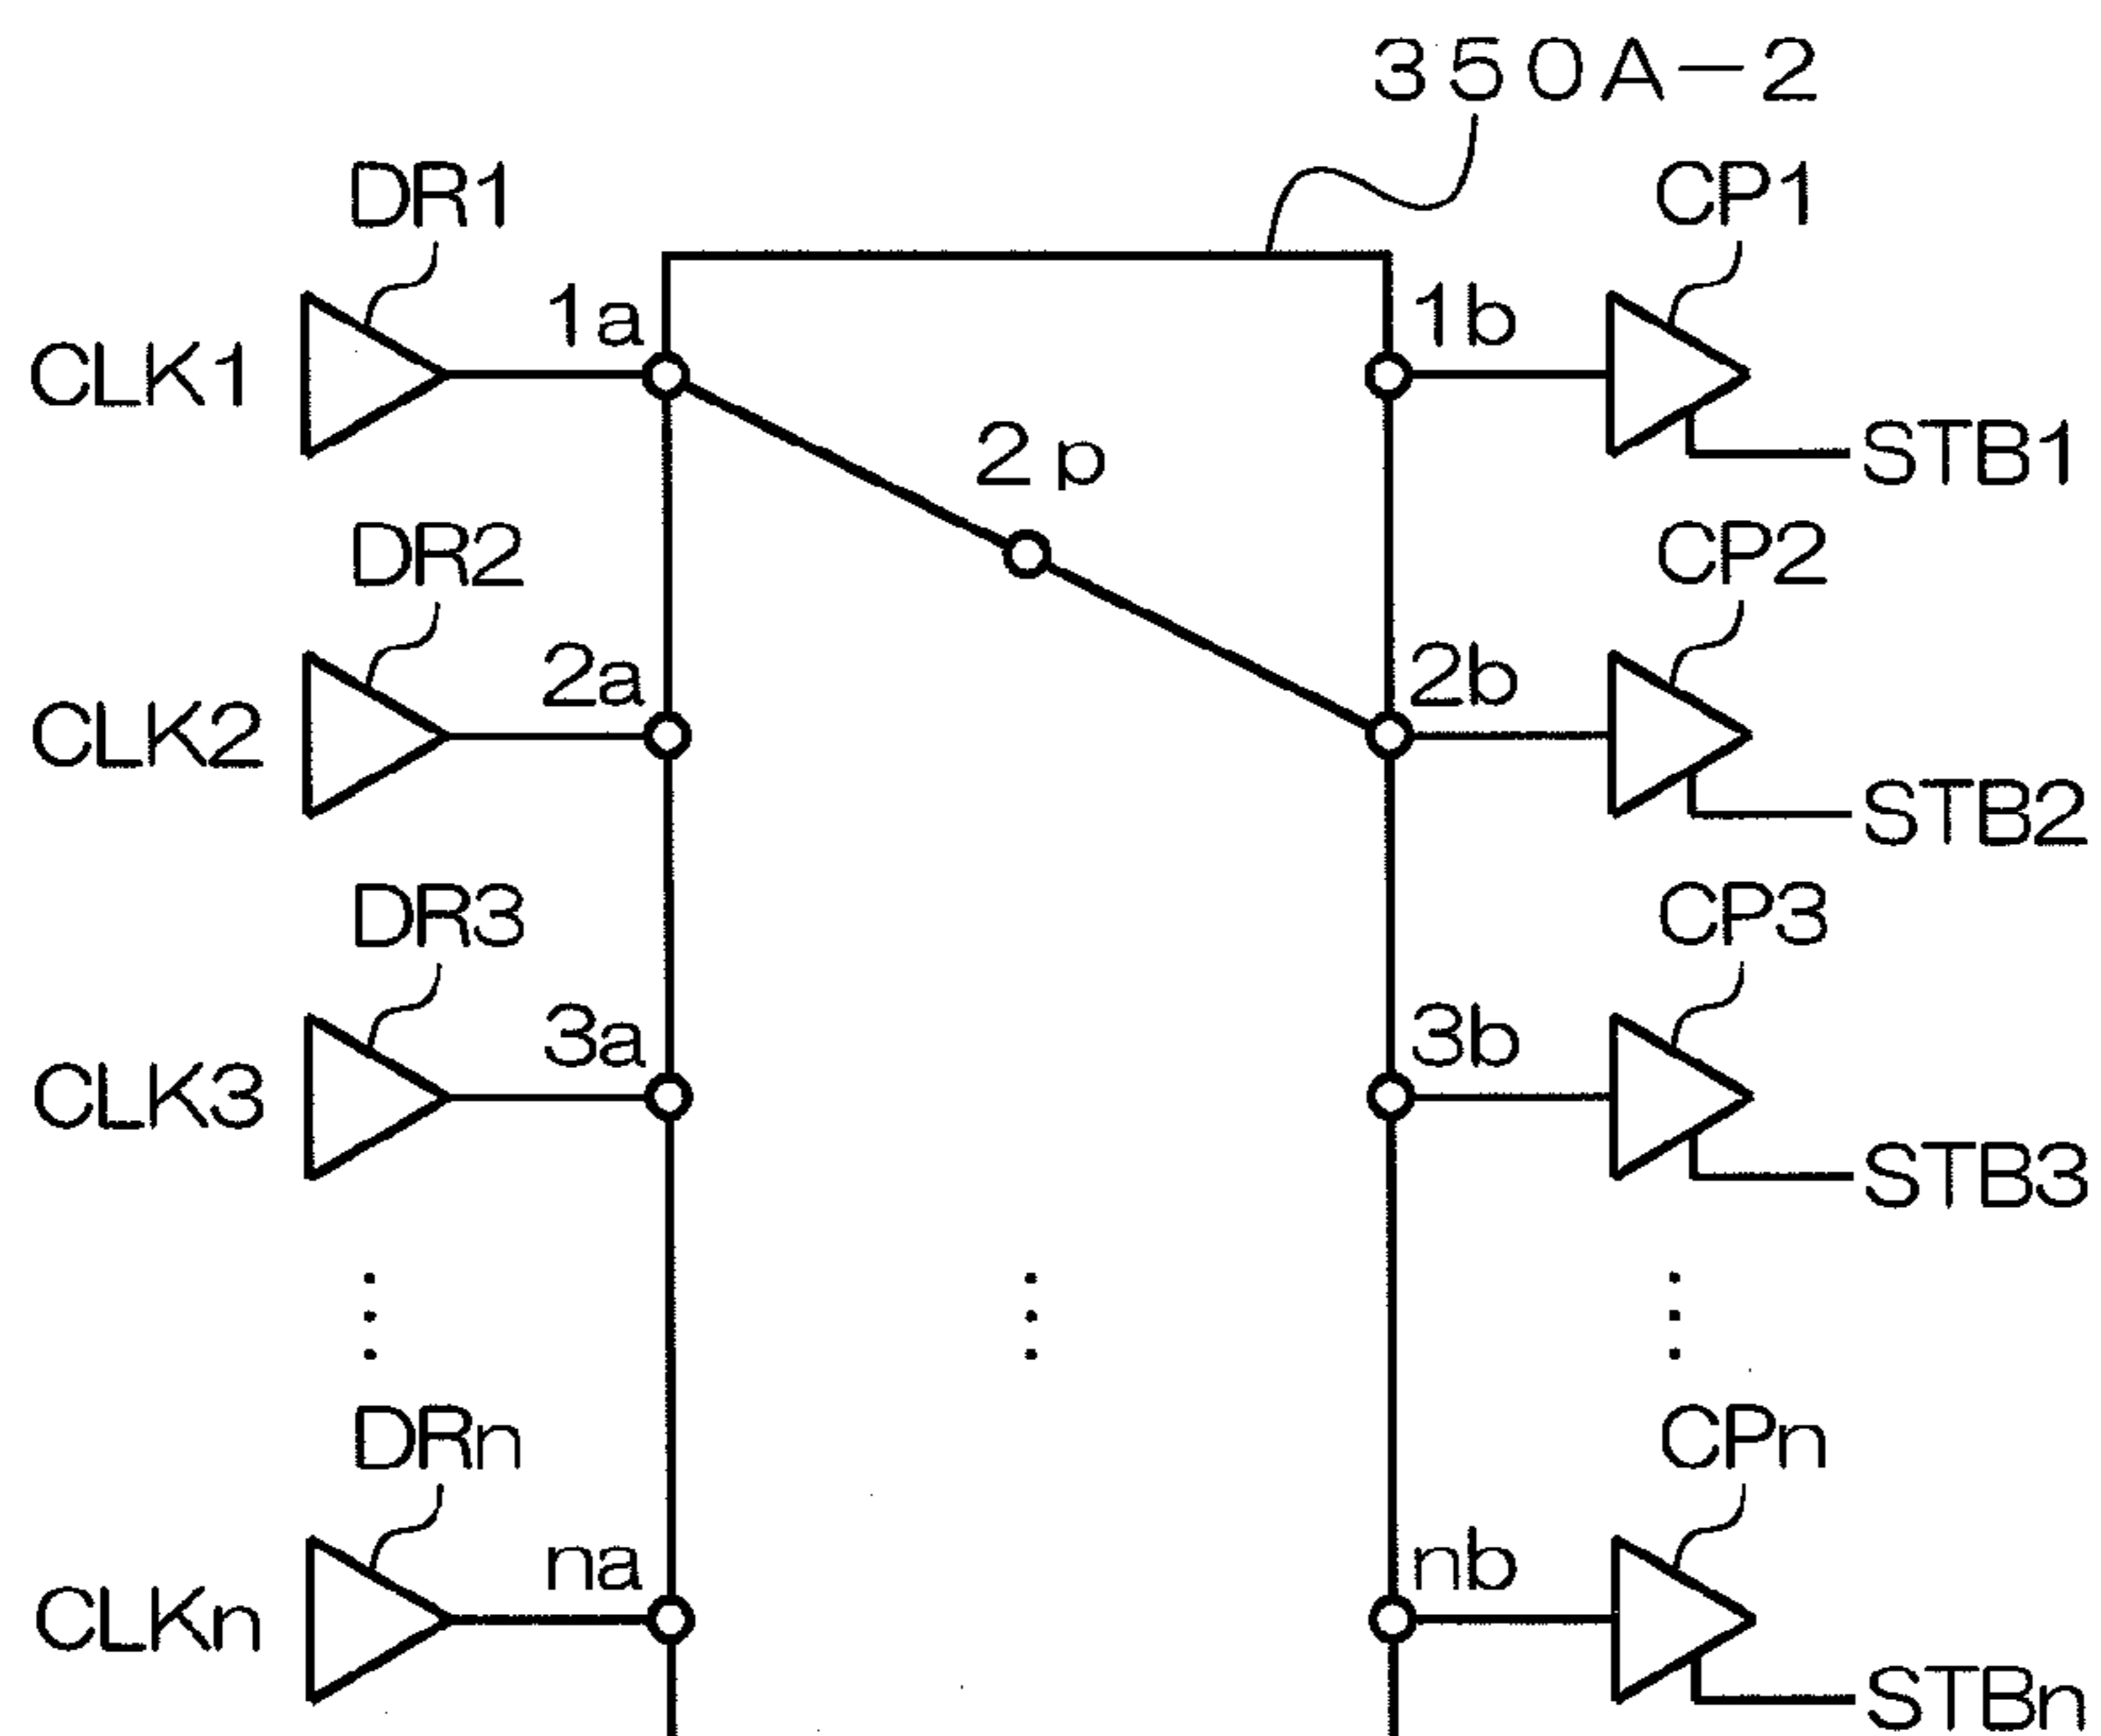 350A-2
DR1
CP1
1a
1b
CLK1
2p
STB1
DR2
CP2
2a
2b
CLK2
STB2
DR3
CP3
3a
3b
CLK3
STB3
DRn
CPn
na
nb
CLKn
STBn